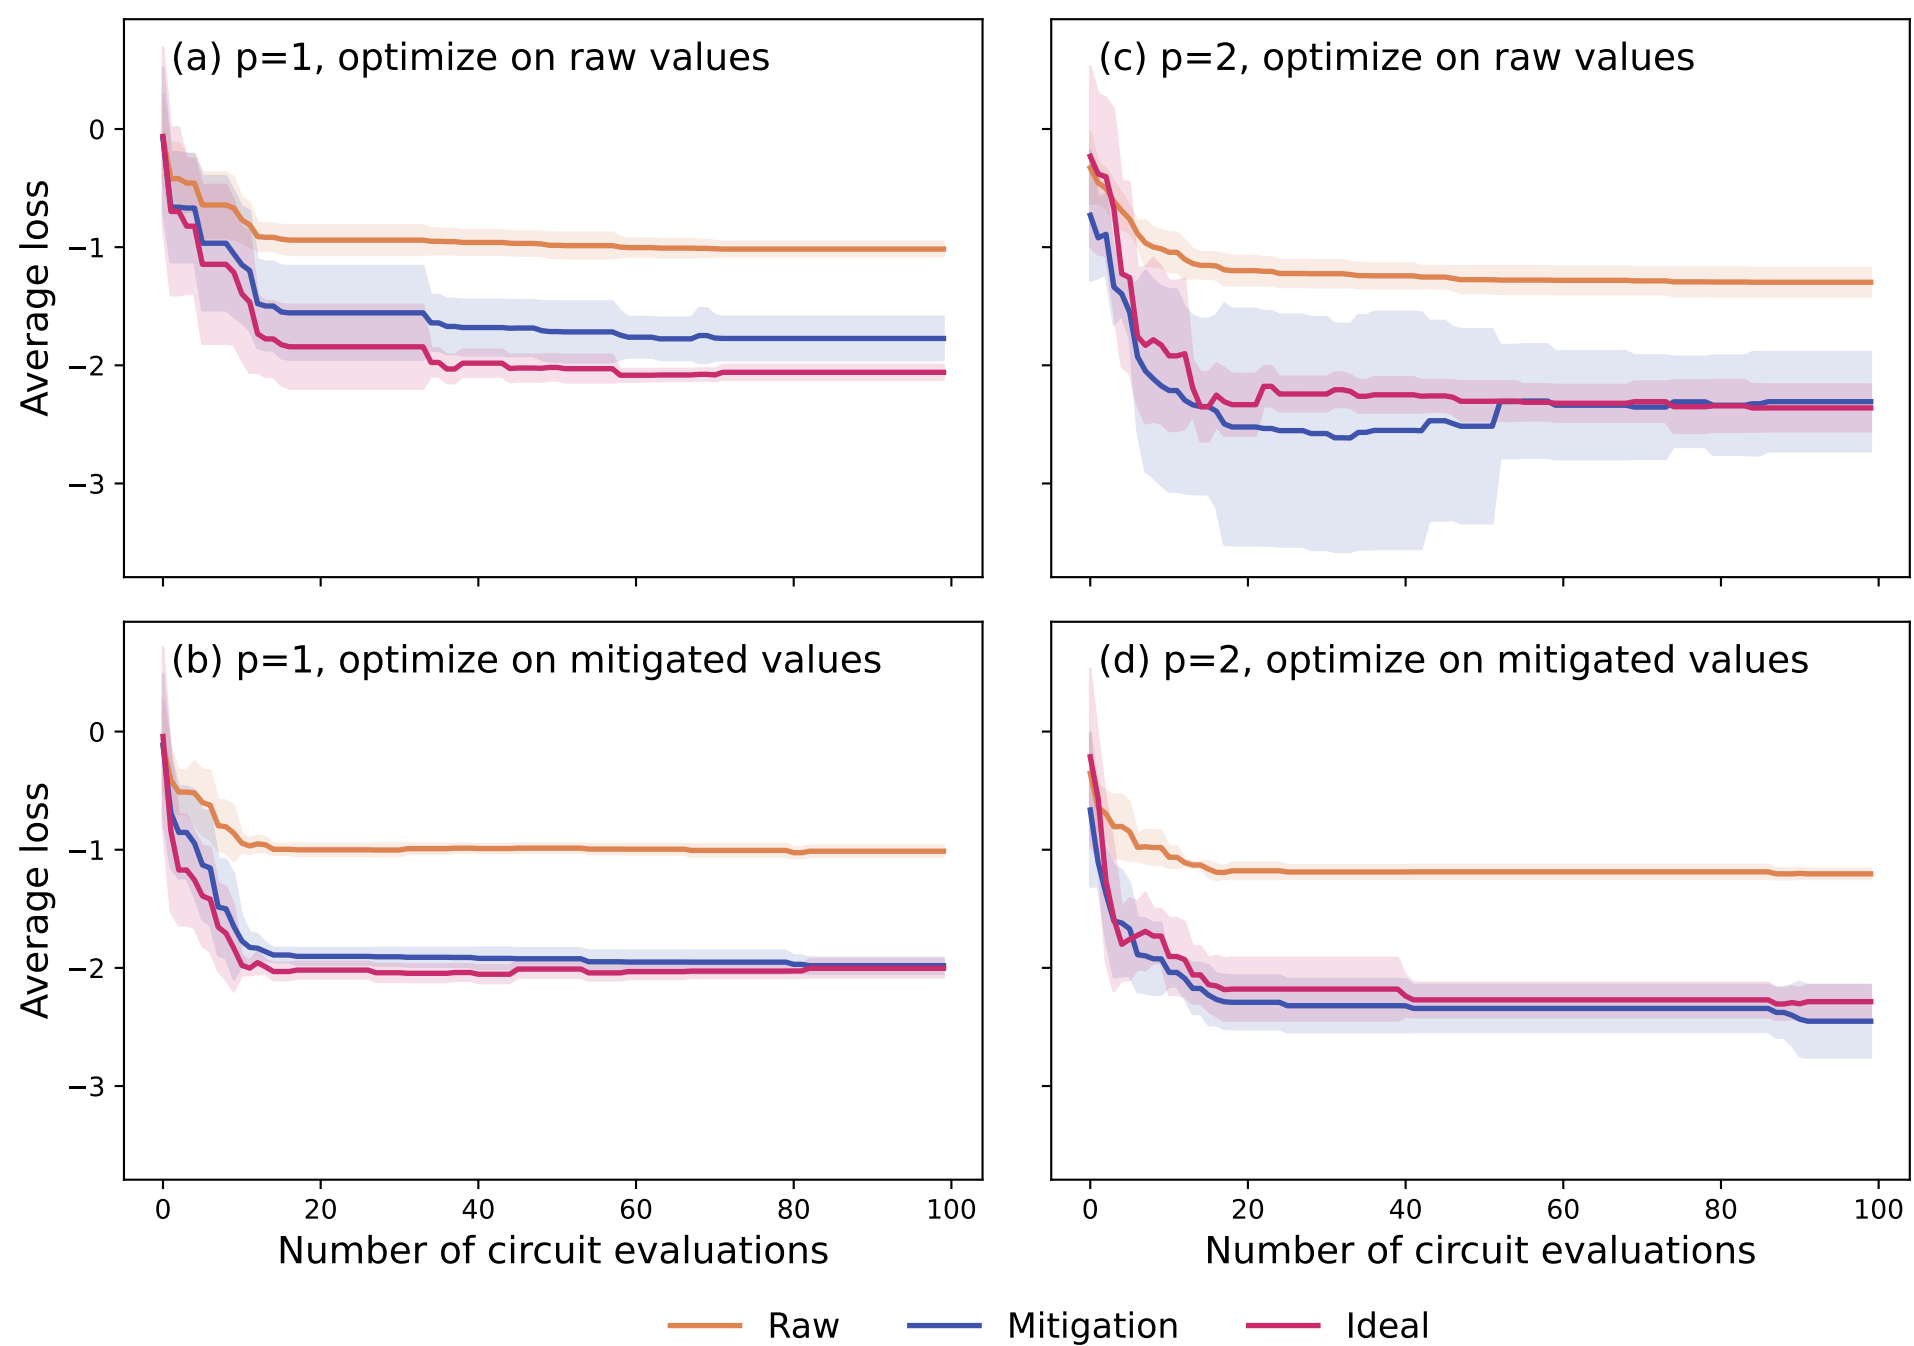 (a) p=1, optimize on raw values
(c) p=2, optimize on raw values
0
−1
−2
−3
Average loss
(b) p=1, optimize on mitigated values
(d) p=2, optimize on mitigated values
0
−1
−2
−3
Average loss
0 20 40 60 80 100
0 20 40 60 80 100
Number of circuit evaluations
Number of circuit evaluations
Raw Mitigation Ideal